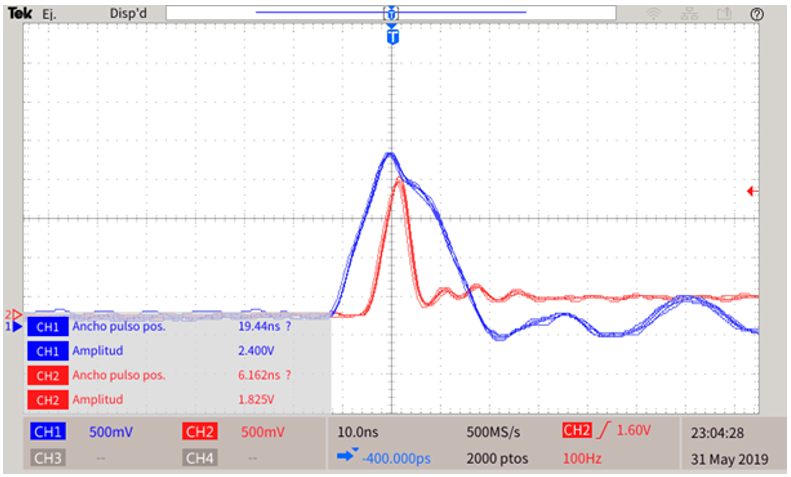 Tek Ej. Disp'd
T
T
2
1
CH1 Ancho pulso pos. 19.44ns ?
CH1 Amplitud 2.400V
CH2 Ancho pulso pos. 6.162ns ?
CH2 Amplitud 1.825V
CH1 500mV CH2 500mV 10.0ns 500MS/s CH2 1.60V 23:04:28
CH3 -- CH4 -- -400.000ps 2000 ptos 100Hz 31 May 2019